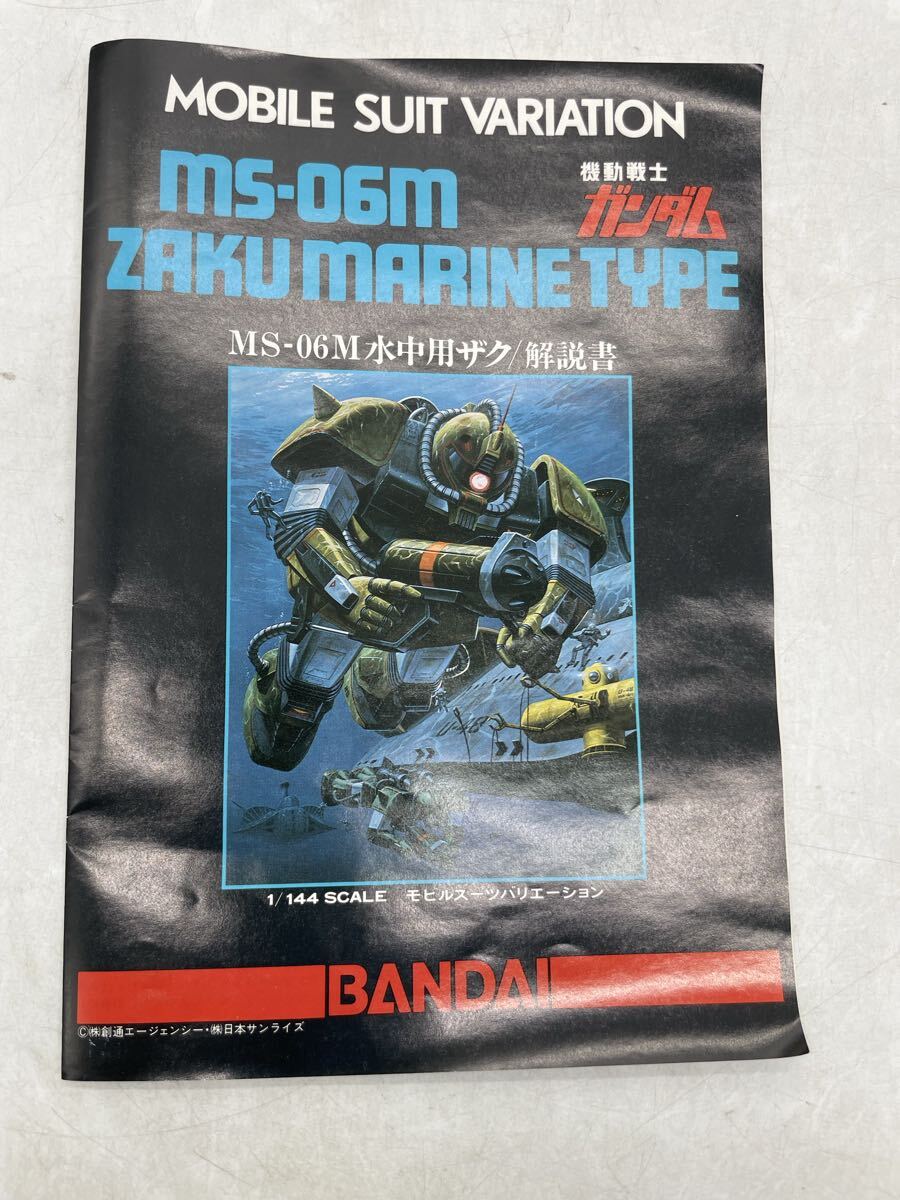 MOBILE SUIT VARIATION
MS-06M
機動戦士
ガンダム
ZAKU MARINE TYPE
MS-06M水中用ザク/解説書
U-48
U-48
1/144 SCALE モビルスーツバリエーション
BANDAI
©㈱創通エージェンシー・㈱日本サンライズ